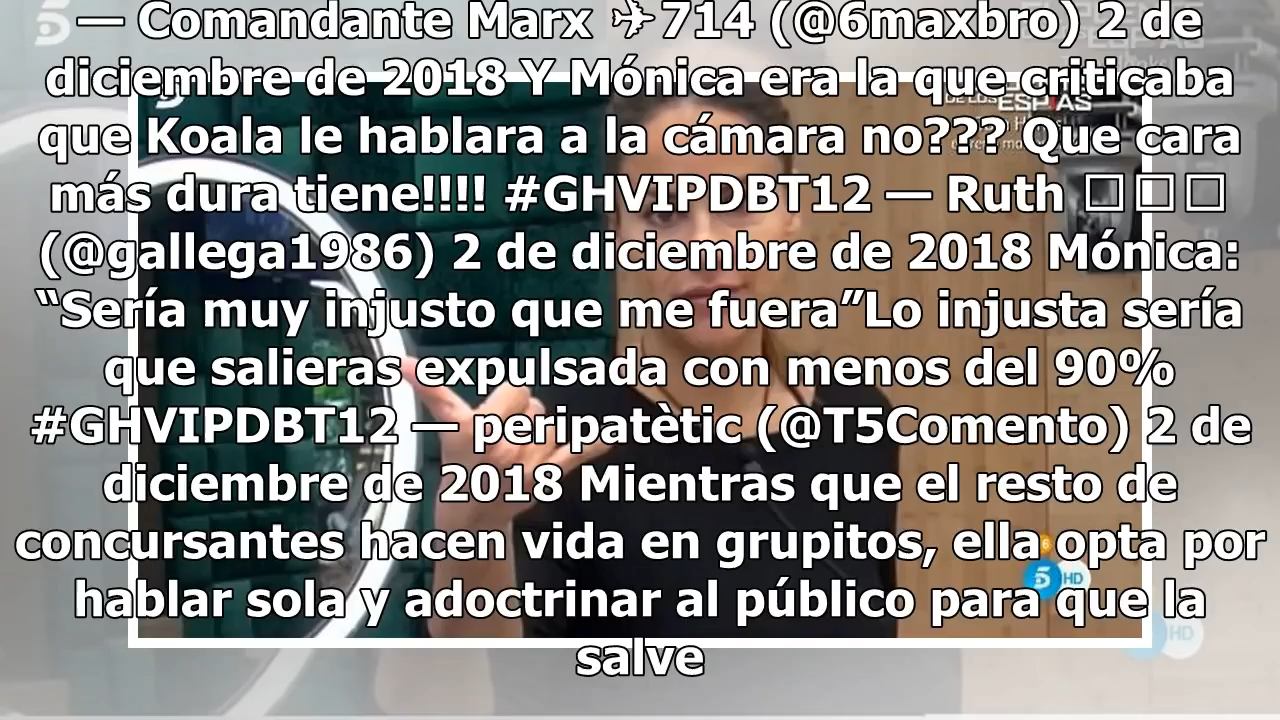 — Comandante Marx ✈714 (@6maxbro) 2 de
diciembre de 2018 Y Mónica era la que criticaba
que Koala le hablara a la cámara no??? Que cara
más dura tiene!!!! #GHVIPDBT12 — Ruth □□□
(@gallega1986) 2 de diciembre de 2018 Mónica:
“Sería muy injusto que me fuera”Lo injusta sería
que salieras expulsada con menos del 90%
#GHVIPDBT12 — peripatètic (@T5Comento) 2 de
diciembre de 2018 Mientras que el resto de
concursantes hacen vida en grupitos, ella opta por
hablar sola y adoctrinar al público para que la
salve
5 HD
HD